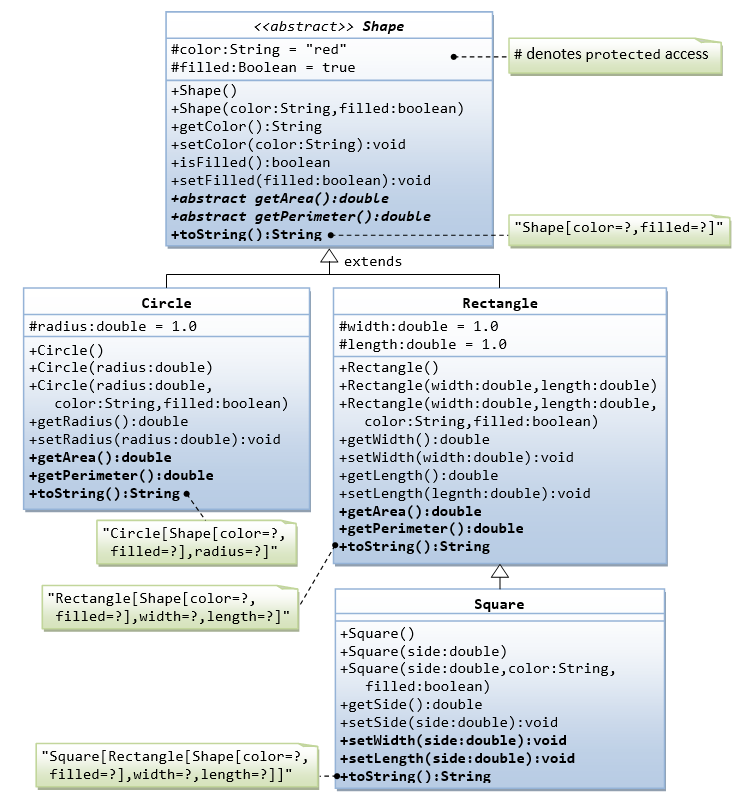 <<abstract>> Shape
#color:String = "red"
#filled:Boolean = true
# denotes protected access
+Shape()
+Shape(color:String,filled:boolean)
+getColor():String
+setColor(color:String):void
+isFilled():boolean
+setFilled(filled:boolean):void
+abstract getArea():double
+abstract getPerimeter():double
+toString():String
"Shape[color=?,filled=?]"
extends
Circle
#radius:double = 1.0
+Circle()
+Circle(radius:double)
+Circle(radius:double,
color:String,filled:boolean)
+getRadius():double
+setRadius(radius:double):void
+getArea():double
+getPerimeter():double
+toString():String
"Circle[Shape[color=?,
filled=?],radius=?]"
Rectangle
#width:double = 1.0
#length:double = 1.0
+Rectangle()
+Rectangle(width:double,length:double)
+Rectangle(width:double,length:double,
color:String,filled:boolean)
+getWidth():double
+setWidth(width:double):void
+getLength():double
+setLength(legnth:double):void
+getArea():double
+getPerimeter():double
+toString():String
"Rectangle[Shape[color=?,
filled=?],width=?,length=?]"
Square
+Square()
+Square(side:double)
+Square(side:double,color:String,
filled:boolean)
+getSide():double
+setSide(side:double):void
+setWidth(side:double):void
+setLength(side:double):void
+toString():String
"Square[Rectangle[Shape[color=?,
filled=?],width=?,length=?]]"